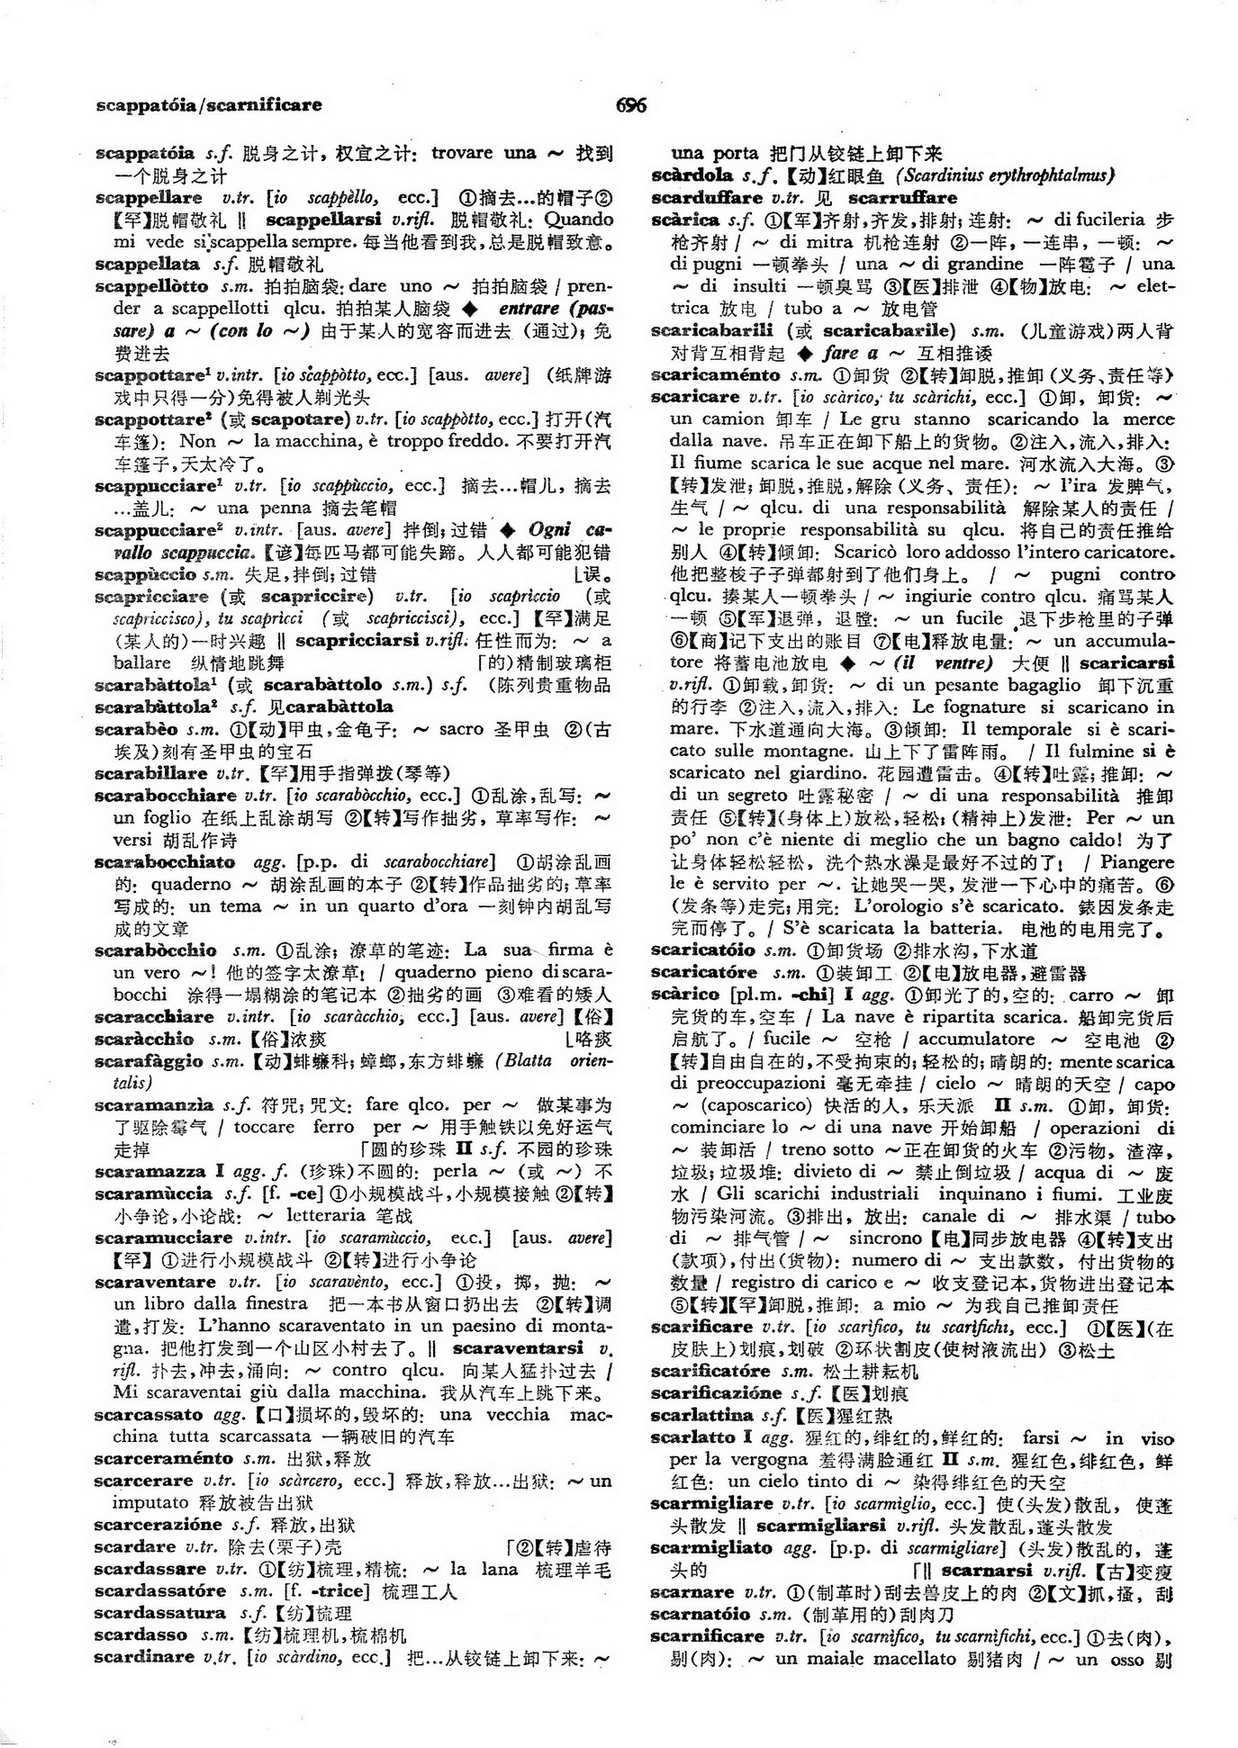 scappatóia/scarnificare
696
scappatóia s.f. 脱身之计，权宜之计: trovare una ～ 找到
一个脱身之计
scappellare v.tr. [io scappèllo, ecc.] ①摘去…的帽子②
【罕】脱帽敬礼 ‖ scappellarsi v.rifl. 脱帽敬礼: Quando
mi vede si scappella sempre. 每当他看到我,总是脱帽致意。
scappellata s.f. 脱帽敬礼
scappellòtto s.m. 拍拍脑袋: dare uno ～ 拍拍脑袋 / pren-
der a scappellotti qlcu. 拍拍某人脑袋 ◆ entrare (pas-
sare) a ～ (con lo ～) 由于某人的宽容而进去 (通过); 免
费进去
scappottare¹ v.intr. [io scappòtto, ecc.] [aus. avere] (纸牌游
戏中只得一分)免得被人剃光头
scappottare² (或 scapotare) v.tr. [io scappòtto, ecc.] 打开(汽
车篷): Non ～ la macchina, è troppo freddo. 不要打开汽
车篷子,天太冷了。
scappucciare¹ v.tr. [io scappùccio, ecc.] 摘去…帽儿，摘去
…盖儿: ～ una penna 摘去笔帽
scappucciare² v.intr. [aus. avere] 拌倒;过错 ◆ Ogni ca-
vallo scappuccia. 【谚】每匹马都可能失蹄。人人都可能犯错
scappùccio s.m. 失足,拌倒;过错 ⌊误。
scapricciare (或 scapriccire) v.tr. [io scapriccio (或
scapriccisco), tu scapricci (或 scapriccisci), ecc.] 【罕】满足
(某人的)一时兴趣 ‖ scapricciarsi v.rifl. 任性而为: ～ a
ballare 纵情地跳舞 ｢的)精制玻璃柜
scarabàttola¹ (或 scarabàttolo s.m.) s.f. (陈列贵重物品
scarabàttola² s.f. 见carabàttola
scarabèo s.m. ①【动】甲虫,金龟子: ～ sacro 圣甲虫 ②(古
埃及)刻有圣甲虫的宝石
scarabillare v.tr. 【罕】用手指弹拨(琴等)
scarabocchiare v.tr. [io scarabòcchio, ecc.] ①乱涂,乱写: ～
un foglio 在纸上乱涂胡写 ②【转】写作拙劣，草率写作: ～
versi 胡乱作诗
scarabocchiato agg. [p.p. di scarabocchiare] ①胡涂乱画
的: quaderno ～ 胡涂乱画的本子 ②【转】作品拙劣的;草率
写成的: un tema ～ in un quarto d'ora 一刻钟内胡乱写
成的文章
scarabòcchio s.m. ①乱涂; 潦草的笔迹: La sua firma è
un vero ～! 他的签字太潦草! / quaderno pieno di scara-
bocchi 涂得一塌糊涂的笔记本 ②拙劣的画 ③难看的矮人
scaracchiare v.intr. [io scaràcchio, ecc.] [aus. avere] 【俗】
scaràcchio s.m. 【俗】浓痰 ⌊咯痰
scarafàggio s.m. 【动】蜚蠊科; 蟑螂,东方蜚蠊 (Blatta orien-
talis)
scaramanzìa s.f. 符咒;咒文: fare qlco. per ～ 做某事为
了驱除霉气 / toccare ferro per ～ 用手触铁以免好运气
走掉 ｢圆的珍珠 II s.f. 不园的珍珠
scaramazza I agg. f. (珍珠)不圆的: perla ～ (或 ～) 不
scaramùccia s.f. [f. -ce] ①小规模战斗,小规模接触 ②【转】
小争论,小论战: ～ letteraria 笔战
scaramucciare v.intr. [io scaramùccio, ecc.] [aus. avere]
【罕】 ①进行小规模战斗 ②【转】进行小争论
scaraventare v.tr. [io scaravènto, ecc.] ①投，掷，抛: ～
un libro dalla finestra 把一本书从窗口扔出去 ②【转】调
遣,打发: L'hanno scaraventato in un paesino di monta-
gna. 把他打发到一个山区小村去了。‖ scaraventarsi v.
rifl. 扑去,冲去,涌向: ～ contro qlcu. 向某人猛扑过去 /
Mi scaraventai giù dalla macchina. 我从汽车上跳下来。
scarcassato agg. 【口】损坏的,毁坏的: una vecchia mac-
china tutta scarcassata 一辆破旧的汽车
scarceraménto s.m. 出狱,释放
scarcerare v.tr. [io scàrcero, ecc.] 释放,释放…出狱: ～ un
imputato 释放被告出狱
scarcerazióne s.f. 释放,出狱
scardare v.tr. 除去(栗子)壳 ｢②【转】虐待
scardassare v.tr. ①【纺】梳理,精梳: ～ la lana 梳理羊毛
scardassatóre s.m. [f. -trice] 梳理工人
scardassatura s.f. 【纺】梳理
scardasso s.m. 【纺】梳理机,梳棉机
scardinare v.tr. [io scàrdino, ecc.] 把…从铰链上卸下来: ～
una porta 把门从铰链上卸下来
scàrdola s.f. 【动】红眼鱼 (Scardinius erythrophtalmus)
scarduffare v.tr. 见 scarruffare
scàrica s.f. ①【军】齐射,齐发,排射; 连射: ～ di fucileria 步
枪齐射 / ～ di mitra 机枪连射 ②一阵，一连串，一顿: ～
di pugni 一顿拳头 / una ～ di grandine 一阵雹子 / una
～ di insulti 一顿臭骂 ③【医】排泄 ④【物】放电: ～ elet-
trica 放电 / tubo a ～ 放电管
scaricabarili (或 scaricabarile) s.m. (儿童游戏)两人背
对背互相背起 ◆ fare a ～ 互相推诿
scaricaménto s.m. ①卸货 ②【转】卸脱,推卸 (义务、责任等)
scaricare v.tr. [io scàrico, tu scàrichi, ecc.] ①卸，卸货: ～
un camion 卸车 / Le gru stanno scaricando la merce
dalla nave. 吊车正在卸下船上的货物。②注入,流入,排入:
Il fiume scarica le sue acque nel mare. 河水流入大海。③
【转】发泄; 卸脱,推脱,解除 (义务、责任): ～ l'ira 发脾气，
生气 / ～ qlcu. di una responsabilità 解除某人的责任 /
～ le proprie responsabilità su qlcu. 将自己的责任推给
别人 ④【转】倾卸: Scaricò loro addosso l'intero caricatore.
他把整梭子子弹都射到了他们身上。 / ～ pugni contro
qlcu. 揍某人一顿拳头 / ～ ingiurie contro qlcu. 痛骂某人
一顿 ⑤【军】退弹，退膛: ～ un fucile 退下步枪里的子弹
⑥【商】记下支出的账目 ⑦【电】释放电量: ～ un accumula-
tore 将蓄电池放电 ◆ ～ (il ventre) 大便 ‖ scaricarsi
v.rifl. ①卸载,卸货: ～ di un pesante bagaglio 卸下沉重
的行李 ②注入,流入,排入: Le fognature si scaricano in
mare. 下水道通向大海。③倾卸: Il temporale si è scari-
cato sulle montagne. 山上下了雷阵雨。 / Il fulmine si è
scaricato nel giardino. 花园遭雷击。④【转】吐露; 推卸: ～
di un segreto 吐露秘密 / ～ di una responsabilità 推卸
责任 ⑤【转】(身体上)放松,轻松; (精神上)发泄: Per ～ un
po' non c'è niente di meglio che un bagno caldo! 为了
让身体轻松轻松，洗个热水澡是最好不过的了! / Piangere
le è servito per ～. 让她哭一哭，发泄一下心中的痛苦。⑥
(发条等)走完;用完: L'orologio s'è scaricato. 錶因发条走
完而停了。/ S'è scaricata la batteria. 电池的电用完了。
scaricatóio s.m. ①卸货场 ②排水沟,下水道
scaricatóre s.m. ①装卸工 ②【电】放电器,避雷器
scàrico [pl.m. -chi] I agg. ①卸光了的,空的: carro ～ 卸
完货的车,空车 / La nave è ripartita scarica. 船卸完货后
启航了。/ fucile ～ 空枪 / accumulatore ～ 空电池 ②
【转】自由自在的,不受拘束的; 轻松的; 晴朗的: mente scarica
di preoccupazioni 毫无牵挂 / cielo ～ 晴朗的天空 / capo
～ (caposcarico) 快活的人，乐天派 II s.m. ①卸，卸货:
cominciare lo ～ di una nave 开始卸船 / operazioni di
～ 装卸活 / treno sotto ～正在卸货的火车 ②污物，渣滓，
垃圾; 垃圾堆: divieto di ～ 禁止倒垃圾 / acqua di ～ 废
水 / Gli scarichi industriali inquinano i fiumi. 工业废
物污染河流。③排出，放出: canale di ～ 排水渠 / tubo
di ～ 排气管 / ～ sincrono 【电】同步放电器 ④【转】支出
(款项),付出(货物): numero di ～ 支出款数，付出货物的
数量 / registro di carico e ～ 收支登记本,货物进出登记本
⑤【转】【罕】卸脱,推卸: a mio ～ 为我自己推卸责任
scarificare v.tr. [io scarìfico, tu scarìfichi, ecc.] ①【医】(在
皮肤上)划痕,划破 ②环状割皮(使树液流出) ③松土
scarificatóre s.m. 松土耕耘机
scarificazióne s.f. 【医】划痕
scarlattina s.f. 【医】猩红热
scarlatto I agg. 猩红的,绯红的,鲜红的: farsi ～ in viso
per la vergogna 羞得满脸通红 II s.m. 猩红色,绯红色，鲜
红色: un cielo tinto di ～ 染得绯红色的天空
scarmigliare v.tr. [io scarmìglio, ecc.] 使(头发)散乱，使蓬
头散发 ‖ scarmigliarsi v.rifl. 头发散乱,蓬头散发
scarmigliato agg. [p.p. di scarmigliare] (头发)散乱的，蓬
头的 ｢‖ scarnarsi v.rifl. 【古】变瘦
scarnare v.tr. ①(制革时)刮去兽皮上的肉 ②【文】抓,搔，刮
scarnatóio s.m. (制革用的)刮肉刀
scarnificare v.tr. [io scarnìfico, tu scarnìfichi, ecc.] ①去(肉)，
剔(肉): ～ un maiale macellato 剔猪肉 / ～ un osso 剔